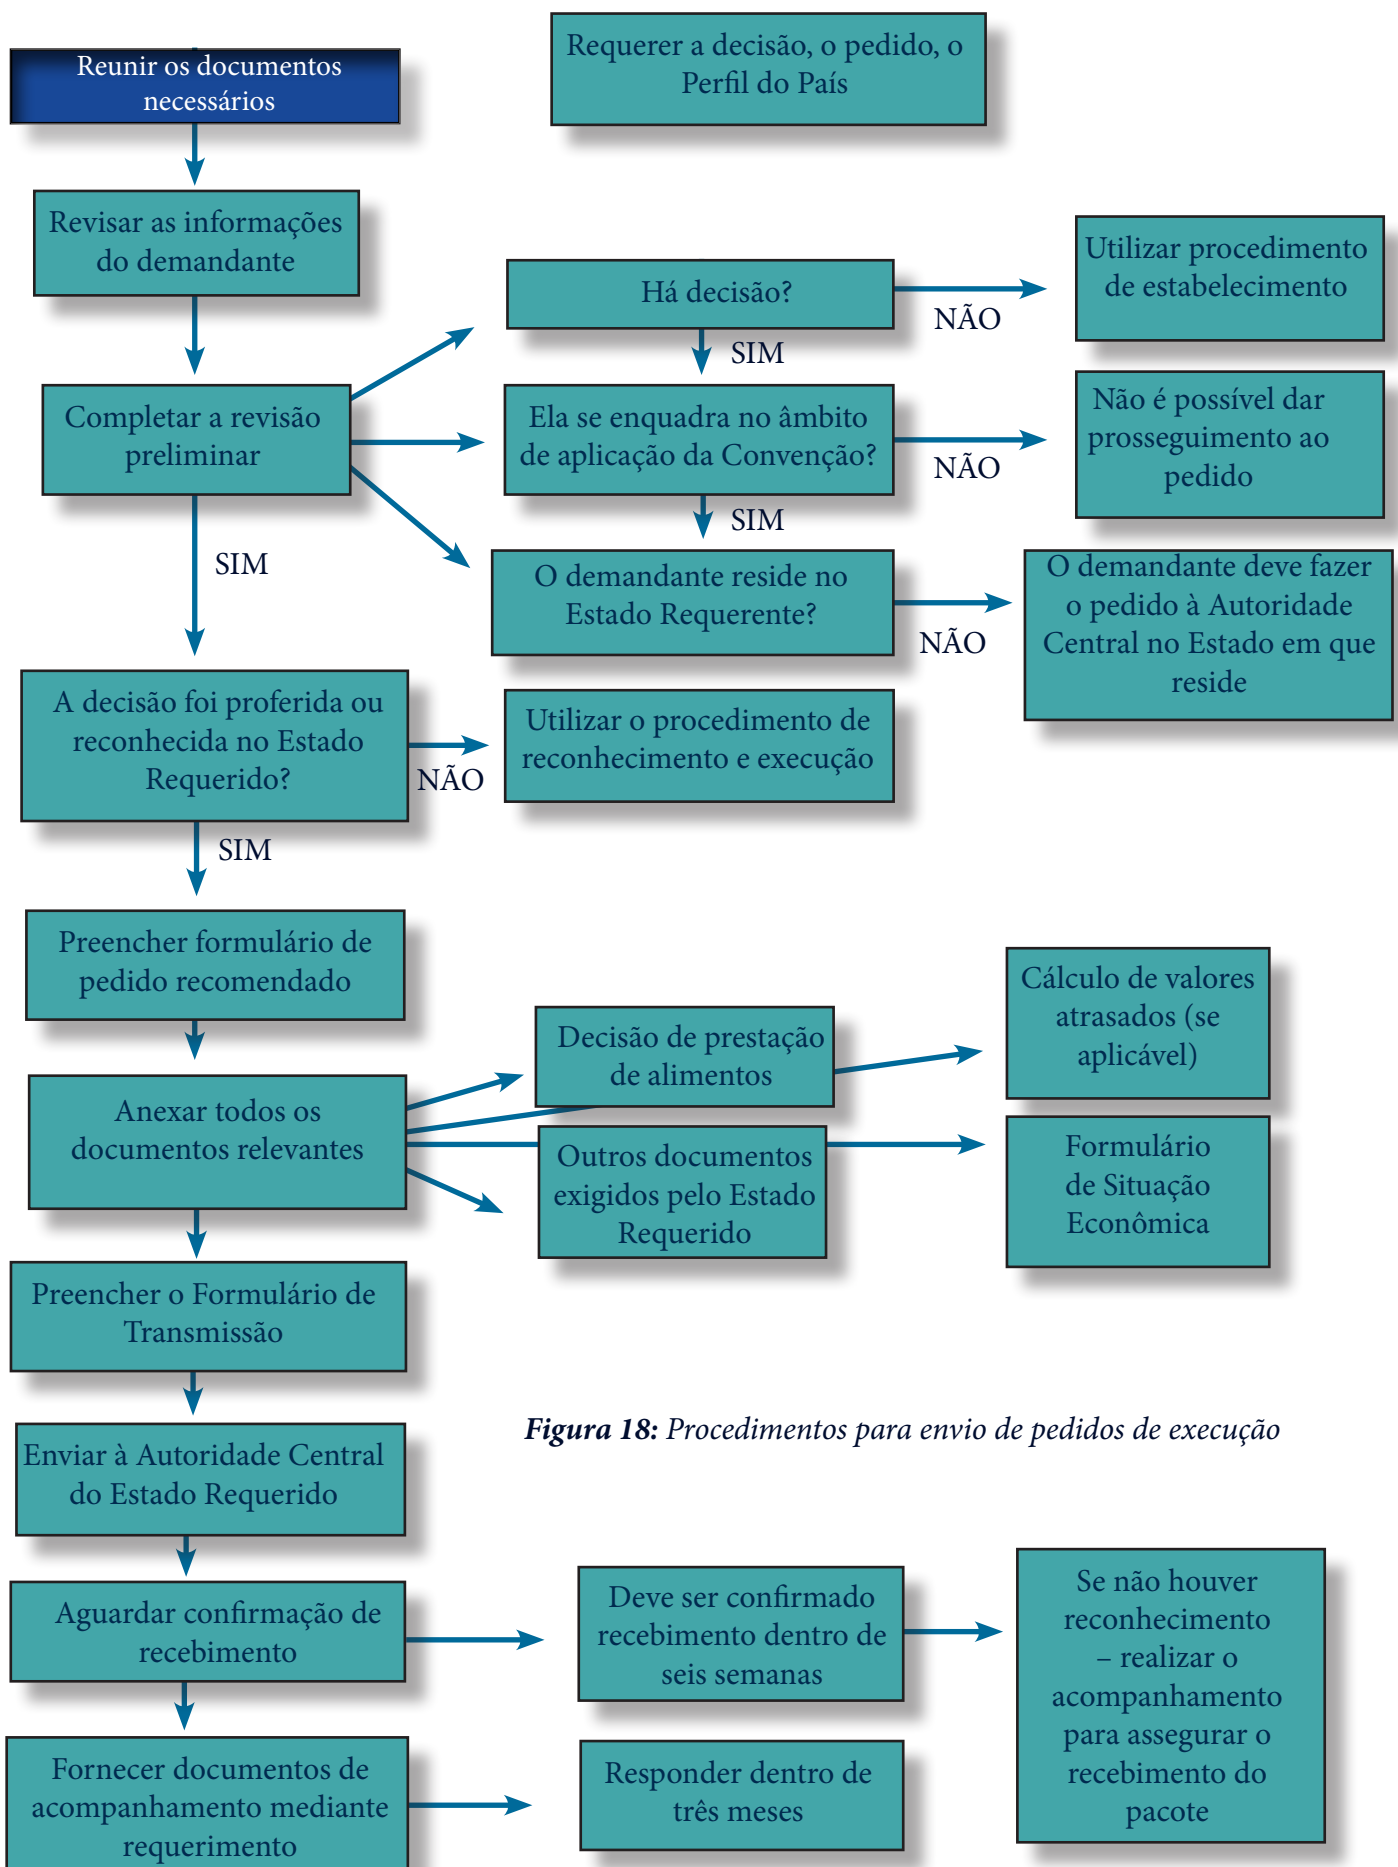 Reunir os documentos
necessários
Requerer a decisão, o pedido, o
Perfil do País
Revisar as informações
do demandante
Há decisão?
NÃO
Utilizar procedimento
de estabelecimento
SIM
Completar a revisão
preliminar
Ela se enquadra no âmbito
de aplicação da Convenção?
NÃO
Não é possível dar
prosseguimento ao
pedido
SIM
SIM
O demandante reside no
Estado Requerente?
NÃO
O demandante deve fazer
o pedido à Autoridade
Central no Estado em que
reside
A decisão foi proferida ou
reconhecida no Estado
Requerido?
NÃO
Utilizar o procedimento de
reconhecimento e execução
SIM
Preencher formulário de
pedido recomendado
Anexar todos os
documentos relevantes
Decisão de prestação
de alimentos
Cálculo de valores
atrasados (se
aplicável)
Outros documentos
exigidos pelo Estado
Requerido
Formulário
de Situação
Econômica
Preencher o Formulário de
Transmissão
Figura 18: Procedimentos para envio de pedidos de execução
Enviar à Autoridade Central
do Estado Requerido
Aguardar confirmação de
recebimento
Deve ser confirmado
recebimento dentro de
seis semanas
Se não houver
reconhecimento
– realizar o
acompanhamento
para assegurar o
recebimento do
pacote
Fornecer documentos de
acompanhamento mediante
requerimento
Responder dentro de
três meses